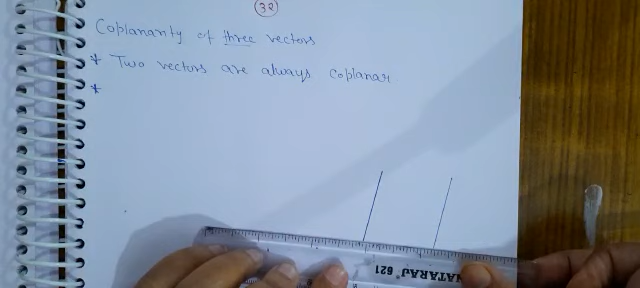 32
Coplanarity of three vectors
* Two vectors are always coplanar
*
NATARAJ 621